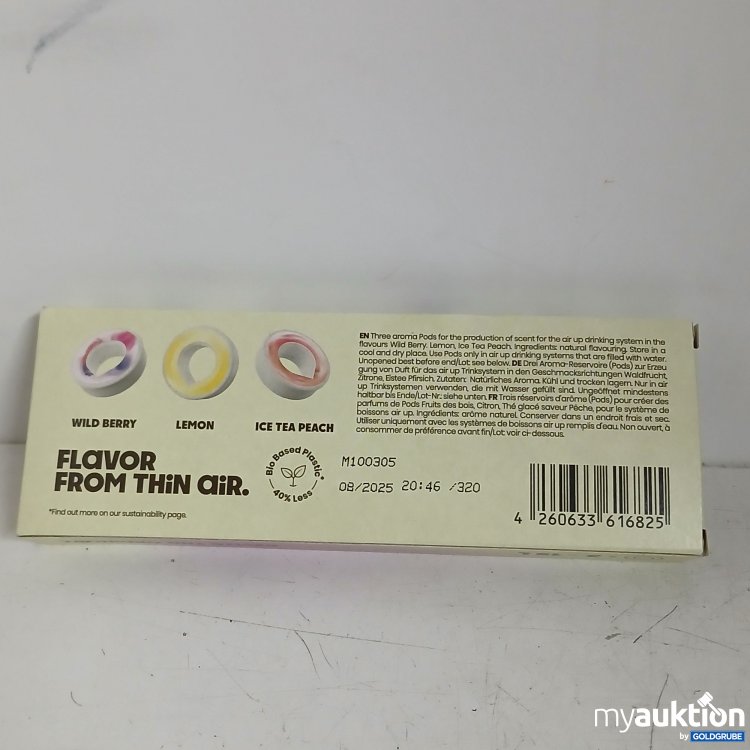 WILD BERRY
LEMON
ICE TEA PEACH
FLavOR
FROM THiN aiR.
*Find out more on our sustainability page.
Bio Based Plastic*
40% Less
EN Three aroma Pods for the production of scent for the air up drinking system in the
flavours Wild Berry, Lemon, Ice Tea Peach. Ingredients: natural flavouring. Store in a
cool and dry place. Use Pods only in air up drinking systems that are filled with water.
Unopened best before end/Lot: see below. DE Drei Aroma-Reservoire (Pods) zur Erzeu
gung von Duft für das air up Trinksystem in den Geschmacksrichtungen Waldfrucht,
Zitrone, Eistee Pfirsich. Zutaten: Natürliches Aroma. Kühl und trocken lagern. Nur in air
up Trinksystemen verwenden, die mit Wasser gefüllt sind. Ungeöffnet mindestens
haltbar bis Ende/Lot-Nr.: siehe unten. FR Trois réservoirs d'arôme (Pods) pour créer des
parfums de Pods Fruits des bois, Citron, Thé glacé saveur Pêche, pour le système de
boissons air up. Ingrédients: arôme naturel. Conserver dans un endroit frais et sec.
Utiliser uniquement avec les systèmes de boissons air up remplis d'eau. Non ouvert, à
consommer de préférence avant fin/Lot: voir ci-dessous.
M100305
08/2025 20:46 /320
4 260633 616825
myauktion
by GOLDGRUBE